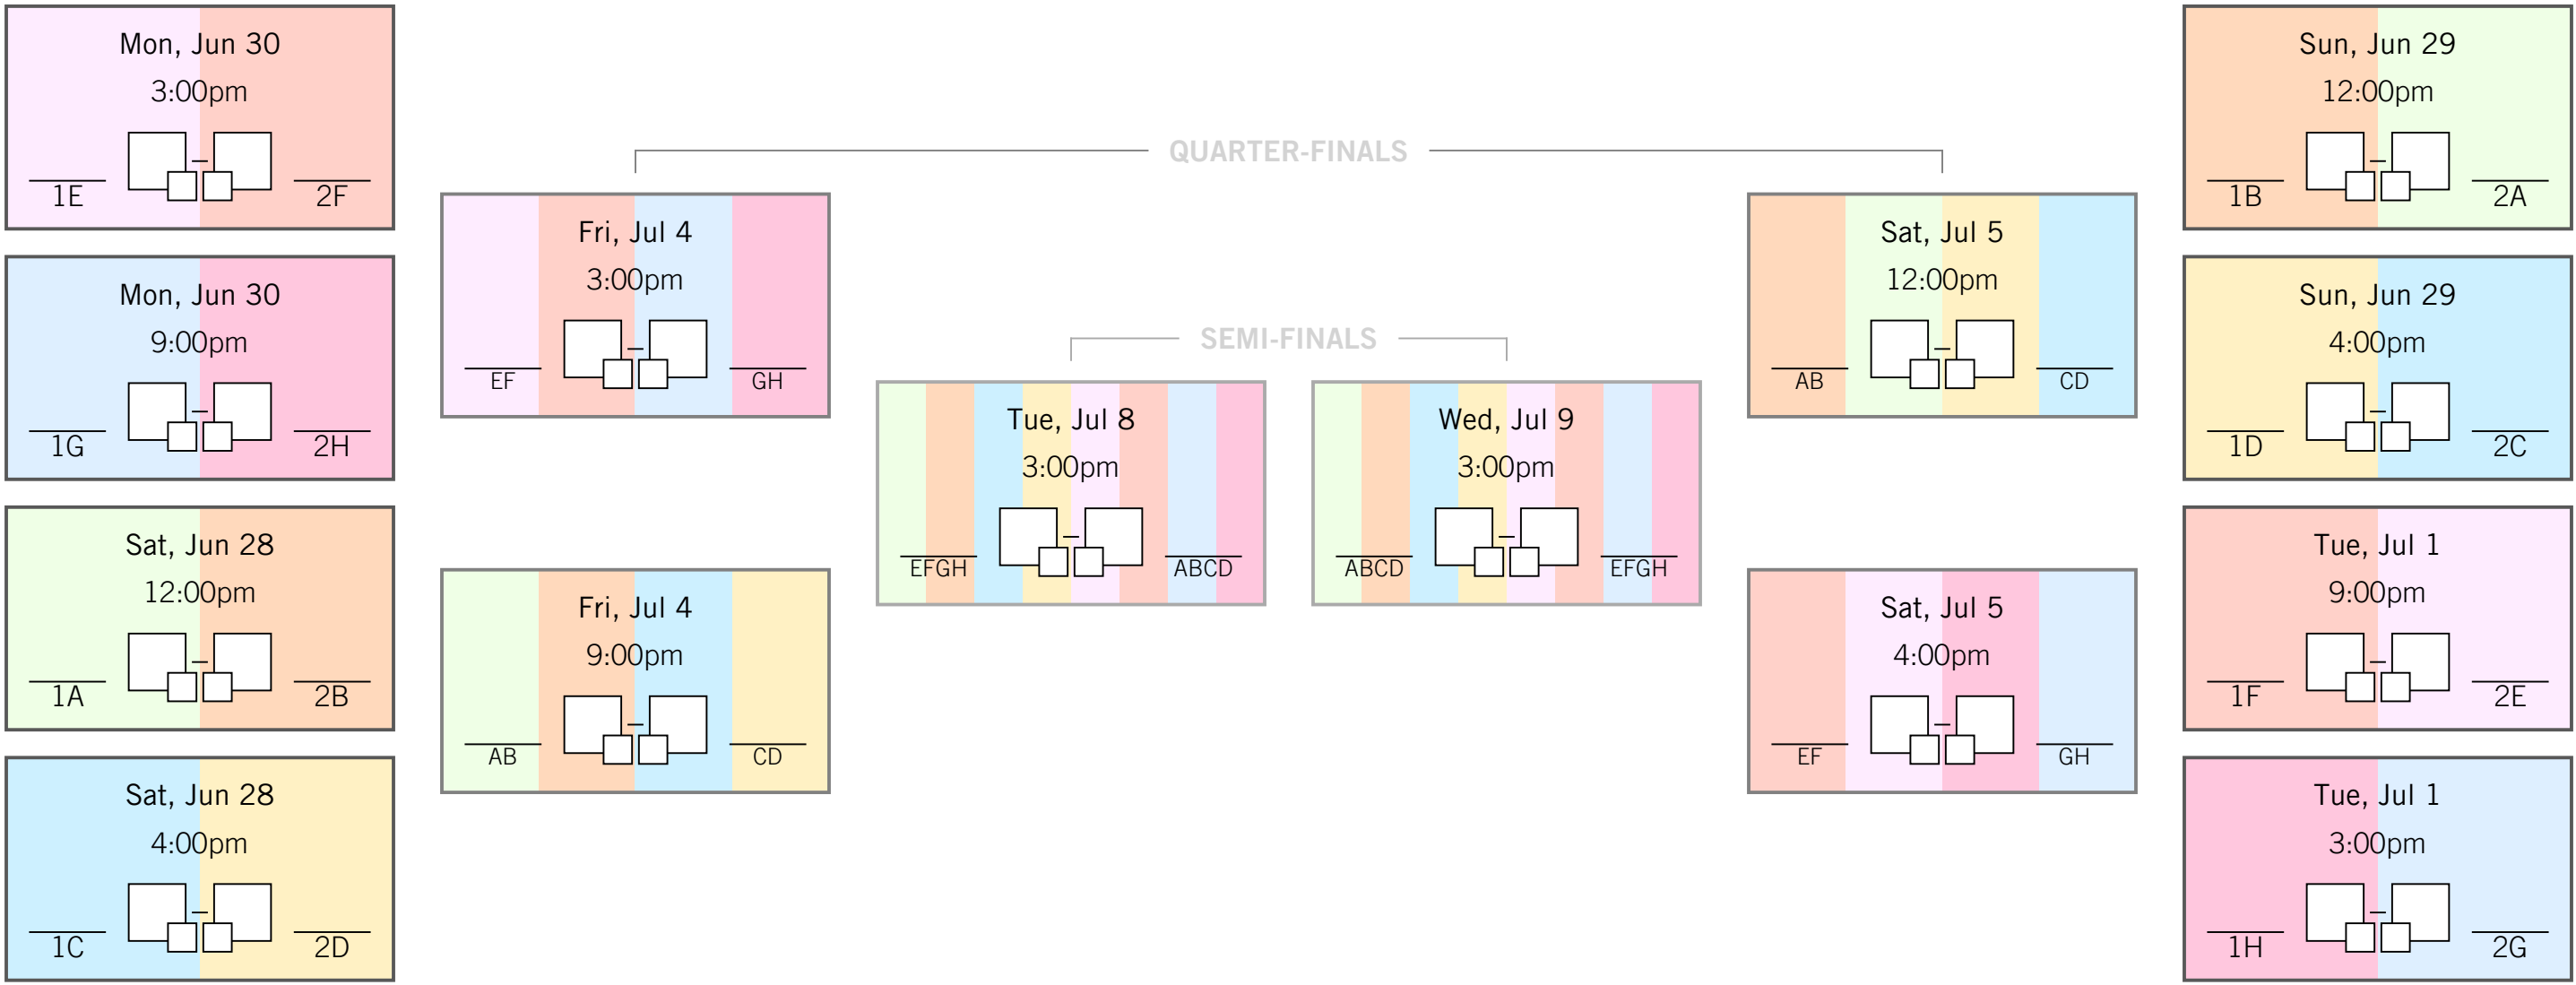 Mon, Jun 30
3:00pm
1E – 2F
Mon, Jun 30
9:00pm
1G – 2H
Sat, Jun 28
12:00pm
1A – 2B
Sat, Jun 28
4:00pm
1C – 2D
QUARTER-FINALS
Fri, Jul 4
3:00pm
EF – GH
Fri, Jul 4
9:00pm
AB – CD
SEMI-FINALS
Tue, Jul 8
3:00pm
EFGH – ABCD
Wed, Jul 9
3:00pm
ABCD – EFGH
Sat, Jul 5
12:00pm
AB – CD
Sat, Jul 5
4:00pm
EF – GH
Sun, Jun 29
12:00pm
1B – 2A
Sun, Jun 29
4:00pm
1D – 2C
Tue, Jul 1
9:00pm
1F – 2E
Tue, Jul 1
3:00pm
1H – 2G